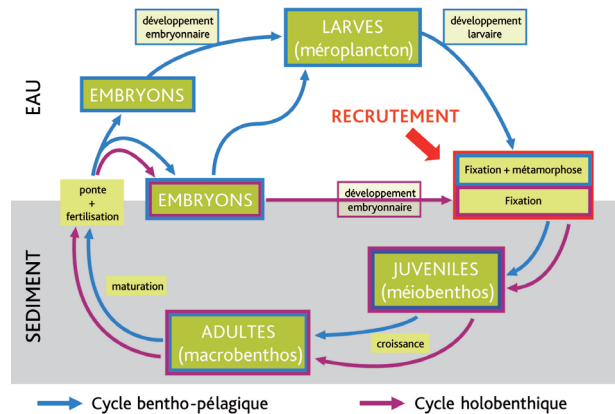 développement
embryonnaire
LARVES
(méroplancton)
développement
larvaire
EAU
EMBRYONS
RECRUTEMENT
Fixation + métamorphose
Fixation
ponte
+
fertilisation
EMBRYONS
développement
embryonnaire
SEDIMENT
JUVENILES
(méiobenthos)
maturation
ADULTES
(macrobenthos)
croissance
Cycle bentho-pélagique
Cycle holobenthique